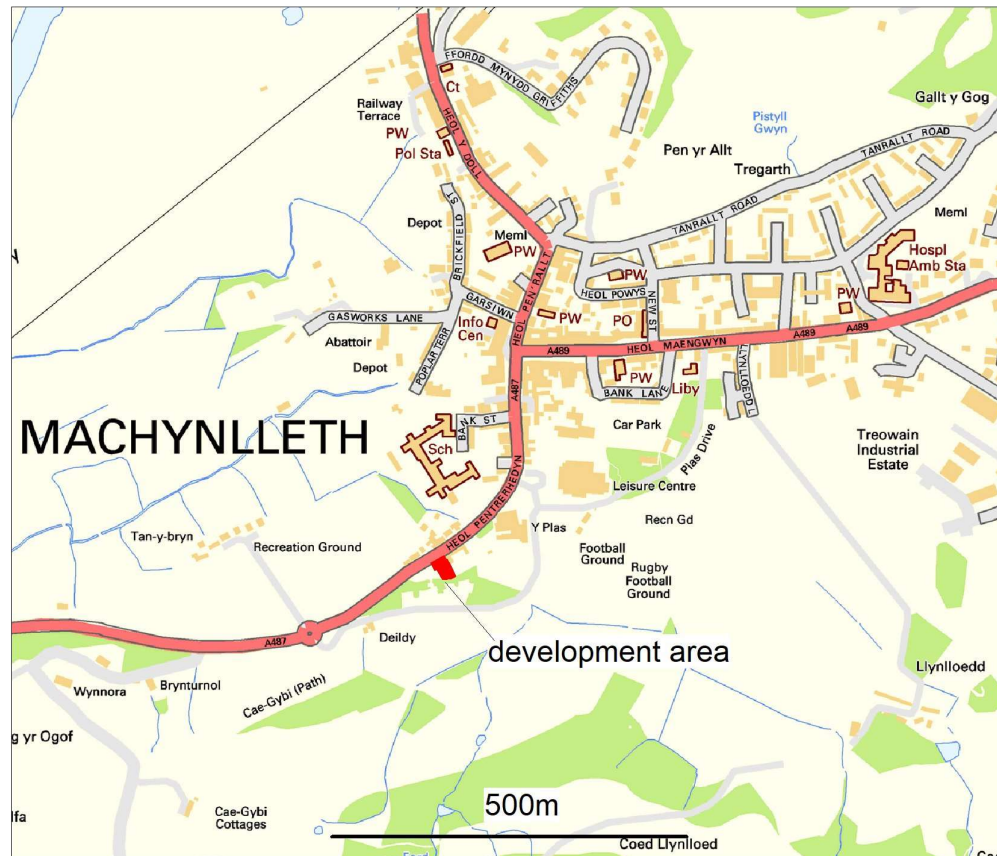 FFORDD MYNYDD GRIFFITHS
Ct
Railway
Terrace
PW
Pol Sta
HEOL Y DOLL
Gallt y Gog
Pistyll
Gwyn
Pen yr Allt
Tregarth
TANRALLT ROAD
TANRALLT ROAD
Depot
BRICKFIELD ST
Meml
PW
Meml
Hospl
Amb Sta
PW
HEOL POWYS
NEW ST
HEOL PEN'RALLT
GARSIWN
GASWORKS LANE
Info
Cen
PW
PO
PW
Abattoir
Depot
POPLAR TERR
A489
HEOL MAENGWYN
A489
A489
PW
BANK LANE
Liby
LLYNLLOEDD L
A487
MACHYNLLETH
BANK ST
Sch
Car Park
Plas Drive
Treowain
Industrial
Estate
Leisure Centre
HEOL PENTRERHEDYN
Y Plas
Recn Gd
Tan-y-bryn
Recreation Ground
Football
Ground
Rugby
Football
Ground
A487
Deildy
development area
Llynlloedd
Wynnora
Brynturnol
Cae-Gybi (Path)
g yr Ogof
lfa
Cae-Gybi
Cottages
500m
Coed Llynlloed